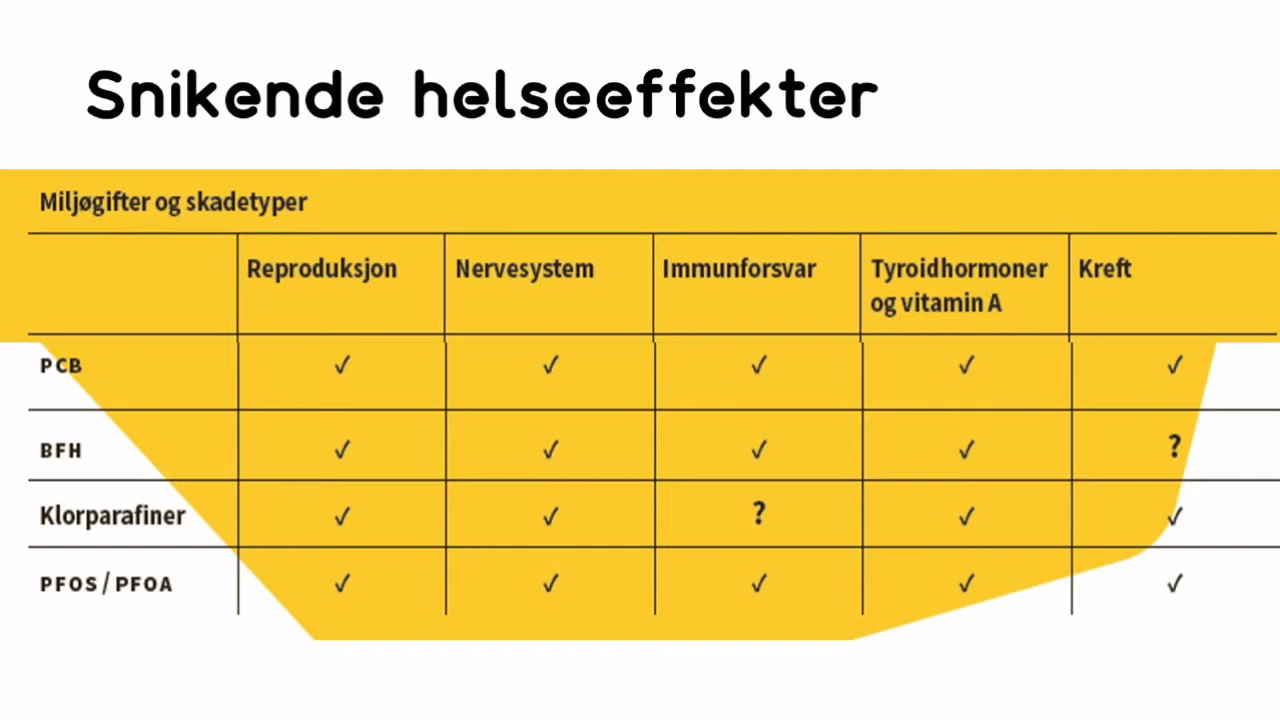 Snikende helseeffekter
Miljøgifter og skadetyper
Reproduksjon Nervesystem Immunforsvar Tyroidhormoner og vitamin A Kreft
PCB ✓ ✓ ✓ ✓ ✓
BFH ✓ ✓ ✓ ✓ ?
Klorparafiner ✓ ✓ ? ✓ ✓
PFOS / PFOA ✓ ✓ ✓ ✓ ✓